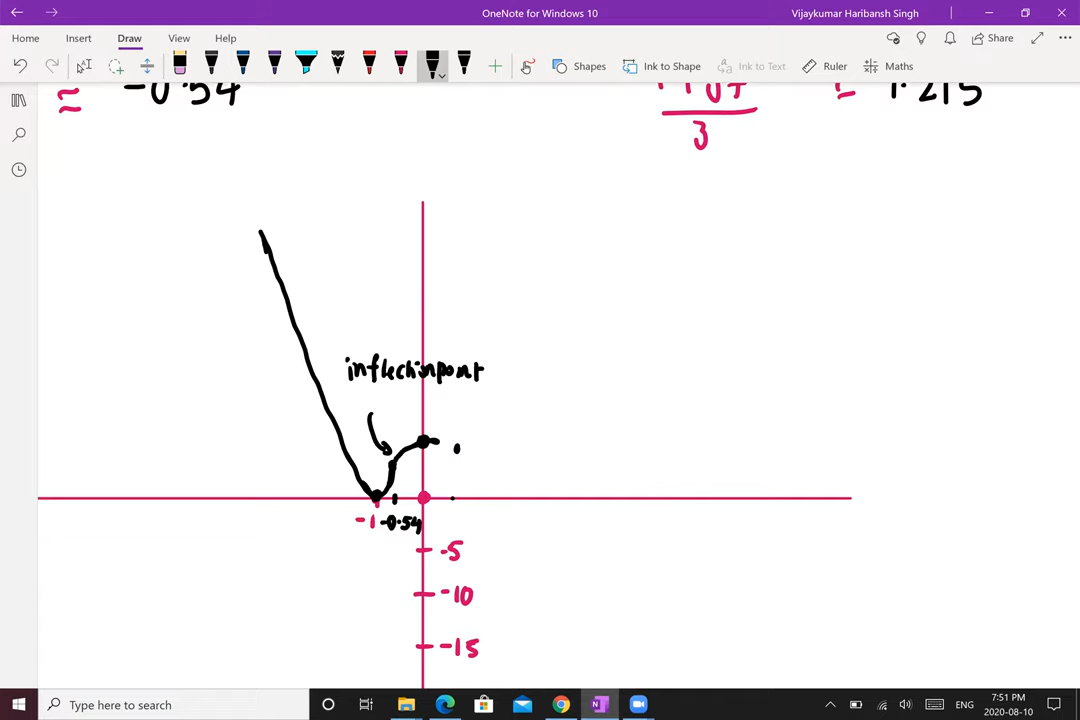 OneNote for Windows 10
Vijaykumar Haribansh Singh
Home Insert Draw View Help
Share
Shapes Ink to Shape Ink to Text Ruler Maths
≈ -0.54
3
≈ 1.215
inflechinpoint
-1 -0.54
-5
-10
-15
Type here to search
ENG
7:51 PM
2020-08-10